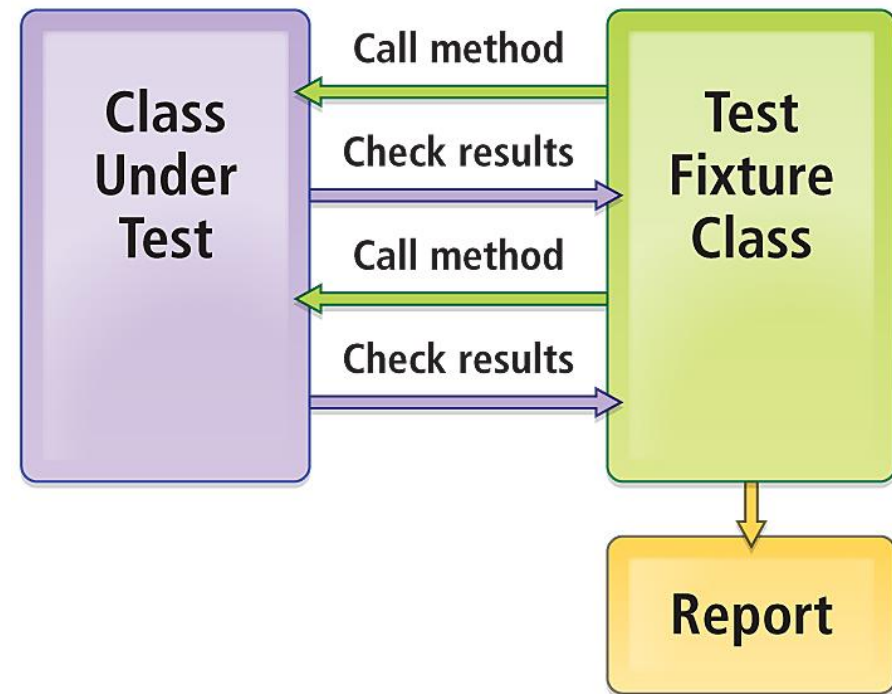 Class
Under
Test
Call method
Check results
Call method
Check results
Test
Fixture
Class
Report